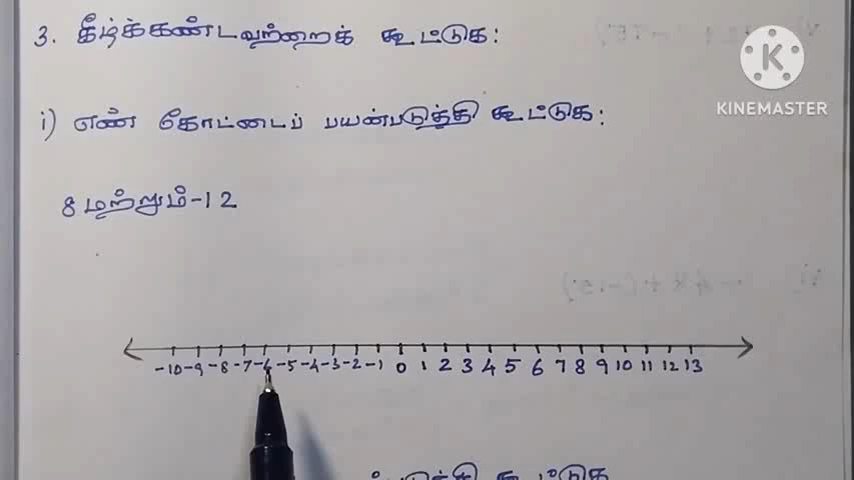 3. கீழ்க்கண்டவற்றைக் கூட்டுக:
KINEMASTER
i) எண் கோட்டைப் பயன்படுத்தி கூட்டுக:
8 மற்றும் -12
-10 -9 -8 -7 -6 -5 -4 -3 -2 -1 0 1 2 3 4 5 6 7 8 9 10 11 12 13
கூட்டுக